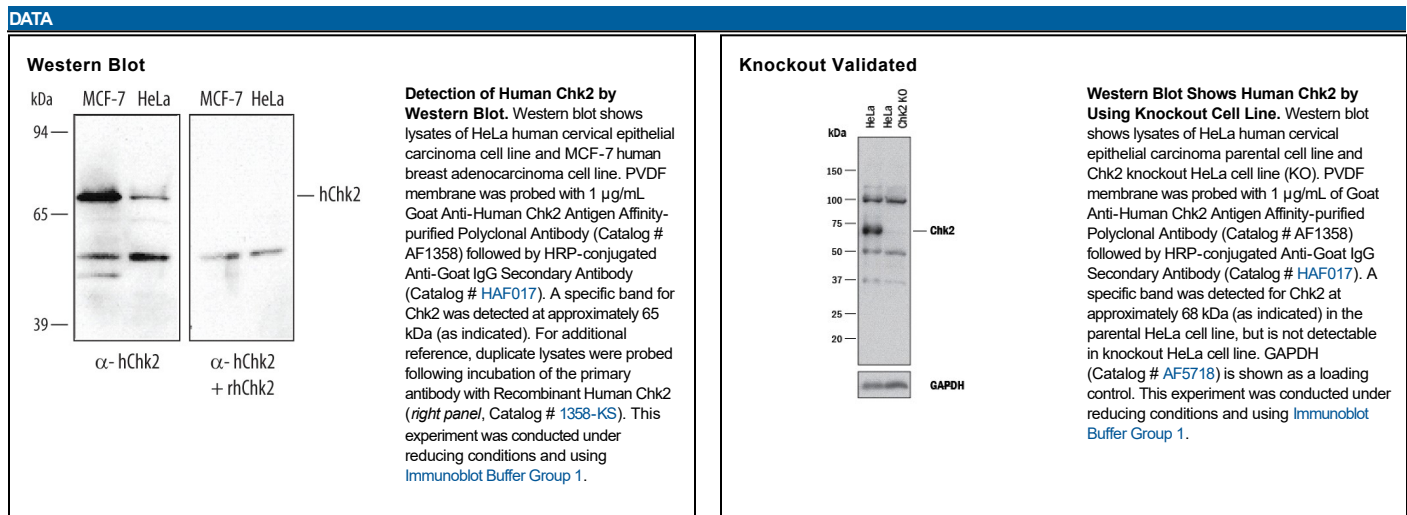 DATA
Western Blot
kDa
MCF-7 HeLa
MCF-7 HeLa
94
65
39
hChk2
α- hChk2
α- hChk2
+ rhChk2
Detection of Human Chk2 by
Western Blot. Western blot shows
lysates of HeLa human cervical epithelial
carcinoma cell line and MCF-7 human
breast adenocarcinoma cell line. PVDF
membrane was probed with 1 µg/mL
Goat Anti-Human Chk2 Antigen Affinity-
purified Polyclonal Antibody (Catalog #
AF1358) followed by HRP-conjugated
Anti-Goat IgG Secondary Antibody
(Catalog # HAF017). A specific band for
Chk2 was detected at approximately 65
kDa (as indicated). For additional
reference, duplicate lysates were probed
following incubation of the primary
antibody with Recombinant Human Chk2
(right panel, Catalog # 1358-KS). This
experiment was conducted under
reducing conditions and using
Immunoblot Buffer Group 1.
Knockout Validated
kDa
HeLa
HeLa
Chk2 KO
150
100
75
50
37
25
20
Chk2
GAPDH
Western Blot Shows Human Chk2 by
Using Knockout Cell Line. Western blot
shows lysates of HeLa human cervical
epithelial carcinoma parental cell line and
Chk2 knockout HeLa cell line (KO). PVDF
membrane was probed with 1 µg/mL of Goat
Anti-Human Chk2 Antigen Affinity-purified
Polyclonal Antibody (Catalog # AF1358)
followed by HRP-conjugated Anti-Goat IgG
Secondary Antibody (Catalog # HAF017). A
specific band was detected for Chk2 at
approximately 68 kDa (as indicated) in the
parental HeLa cell line, but is not detectable
in knockout HeLa cell line. GAPDH
(Catalog # AF5718) is shown as a loading
control. This experiment was conducted under
reducing conditions and using Immunoblot
Buffer Group 1.